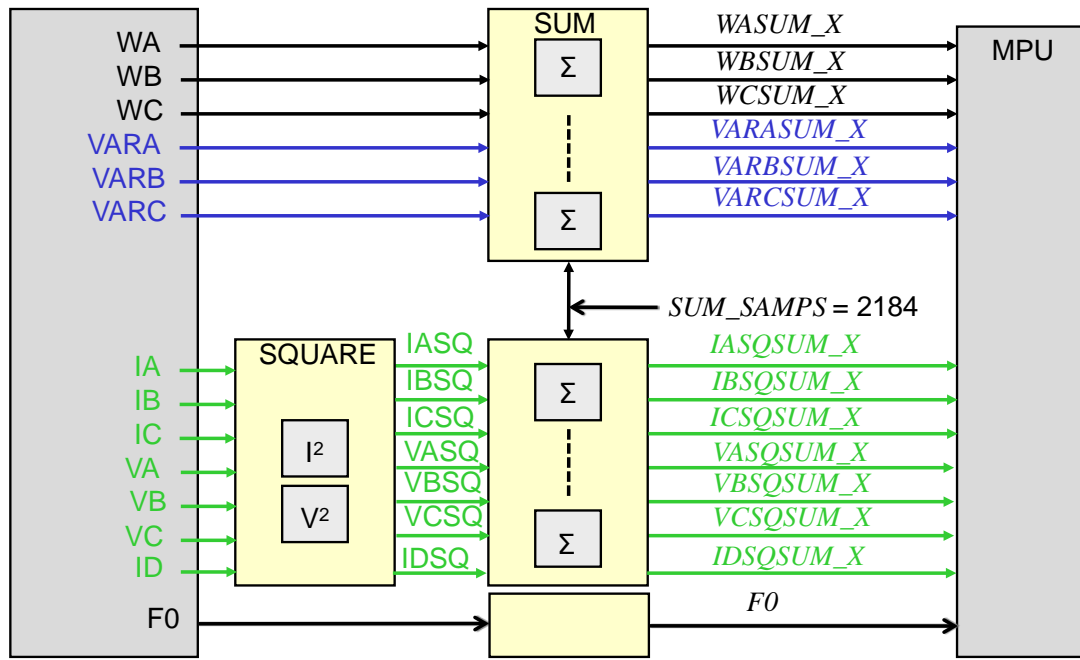 SUM
MPU
WA
WB
WC
VARA
VARB
VARC
Σ
Σ
WASUM_X
WBSUM_X
WCSUM_X
VARASUM_X
VARBSUM_X
VARCSUM_X
SUM_SAMPS = 2184
IA
IB
IC
VA
VB
VC
ID
F0
SQUARE
I²
V²
IASQ
IBSQ
ICSQ
VASQ
VBSQ
VCSQ
IDSQ
Σ
Σ
IASQSUM_X
IBSQSUM_X
ICSQSUM_X
VASQSUM_X
VBSQSUM_X
VCSQSUM_X
IDSQSUM_X
F0